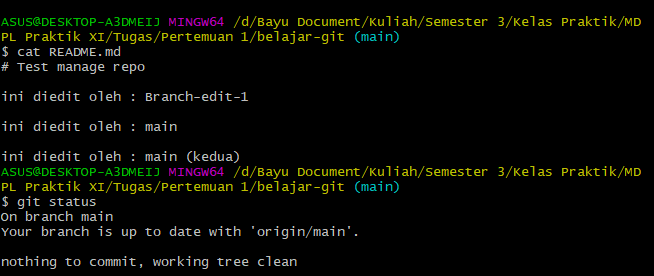 ASUS@DESKTOP-A3DMEIJ MINGW64 /d/Bayu Document/Kuliah/Semester 3/Kelas Praktik/MD
PL Praktik XI/Tugas/Pertemuan 1/belajar-git (main)
$ cat README.md
# Test manage repo
ini diedit oleh : Branch-edit-1
ini diedit oleh : main
ini diedit oleh : main (kedua)
ASUS@DESKTOP-A3DMEIJ MINGW64 /d/Bayu Document/Kuliah/Semester 3/Kelas Praktik/MD
PL Praktik XI/Tugas/Pertemuan 1/belajar-git (main)
$ git status
On branch main
Your branch is up to date with 'origin/main'.
nothing to commit, working tree clean